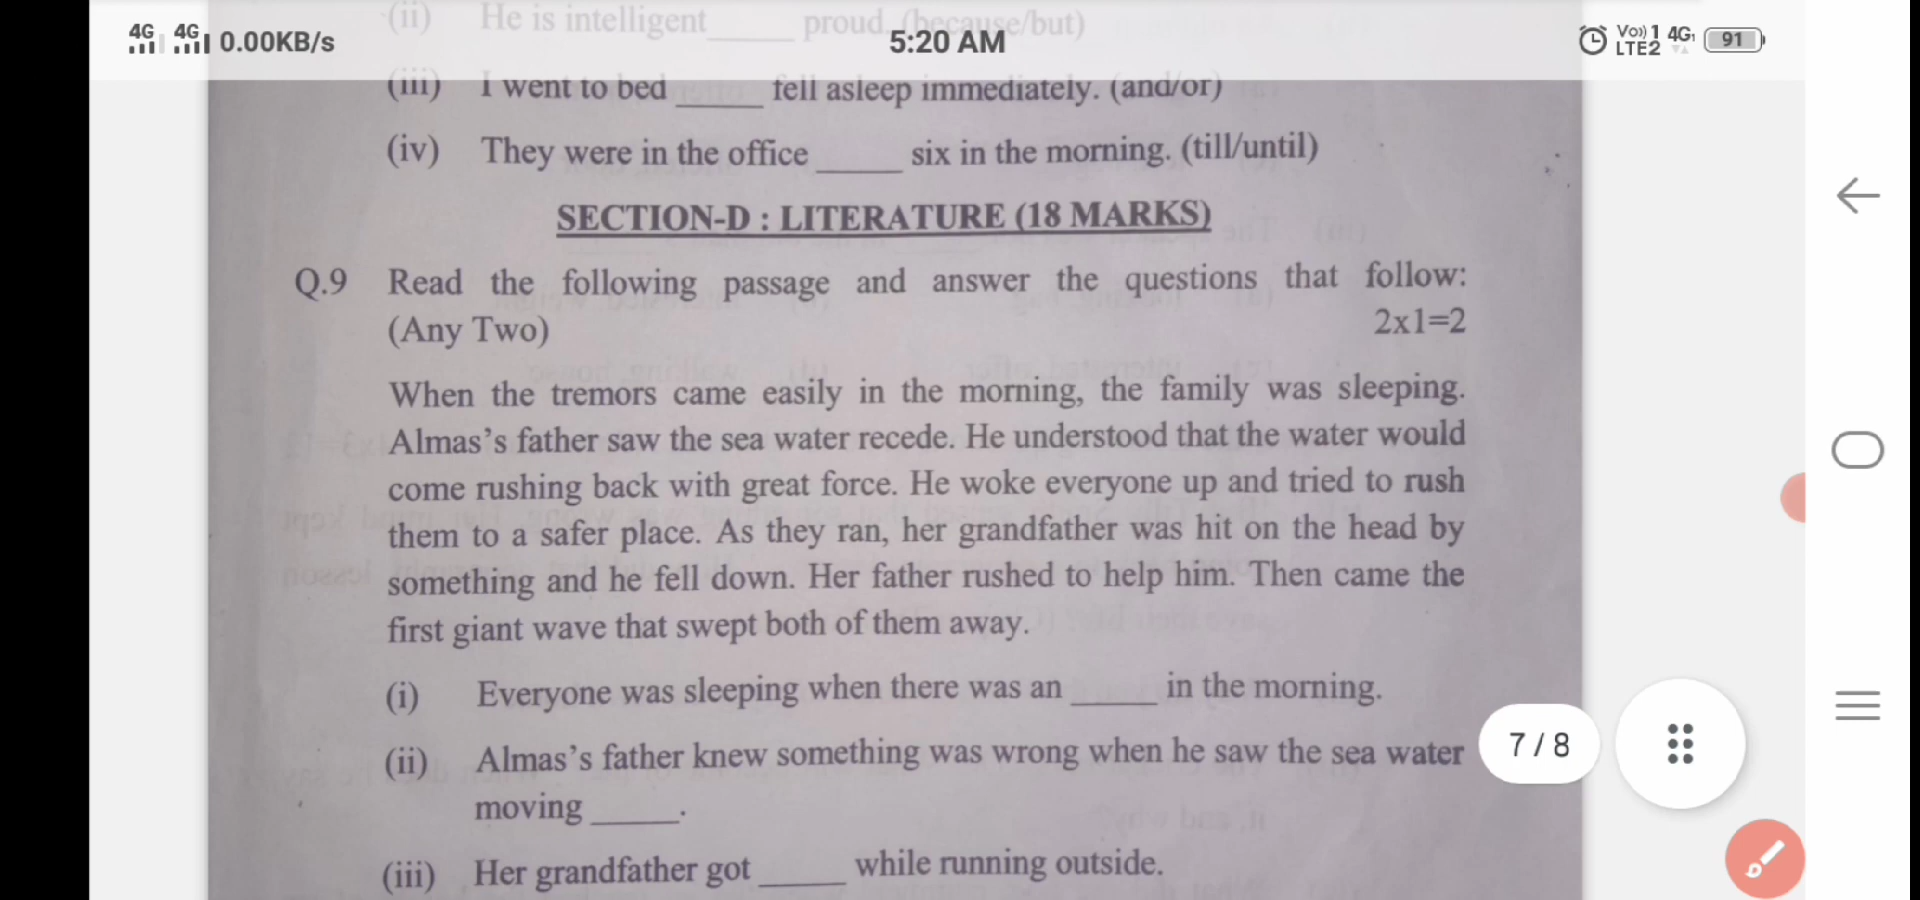 4G 4G 0.00KB/s 5:20 AM Vo)) 1 4G LTE2 91
(ii) He is intelligent_____ proud. (because/but)
(iii) I went to bed _____ fell asleep immediately. (and/or)
(iv) They were in the office _____ six in the morning. (till/until)
SECTION-D : LITERATURE (18 MARKS)
Q.9 Read the following passage and answer the questions that follow:
(Any Two) 2x1=2
When the tremors came easily in the morning, the family was sleeping.
Almas's father saw the sea water recede. He understood that the water would
come rushing back with great force. He woke everyone up and tried to rush
them to a safer place. As they ran, her grandfather was hit on the head by
something and he fell down. Her father rushed to help him. Then came the
first giant wave that swept both of them away.
(i) Everyone was sleeping when there was an _____ in the morning.
(ii) Almas's father knew something was wrong when he saw the sea water
moving _____.
(iii) Her grandfather got _____ while running outside.
7 / 8